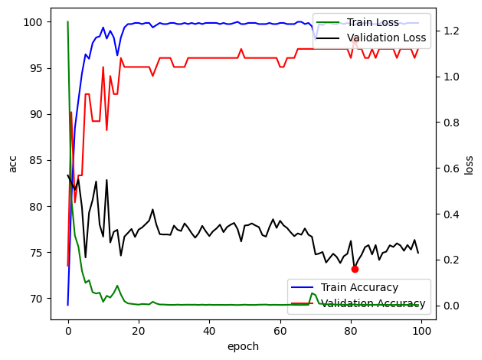 Train Loss
Validation Loss
100
95
90
85
80
75
70
acc
1.2
1.0
0.8
0.6
0.4
0.2
0.0
loss
Train Accuracy
Validation Accuracy
0
20
40
60
80
100
epoch